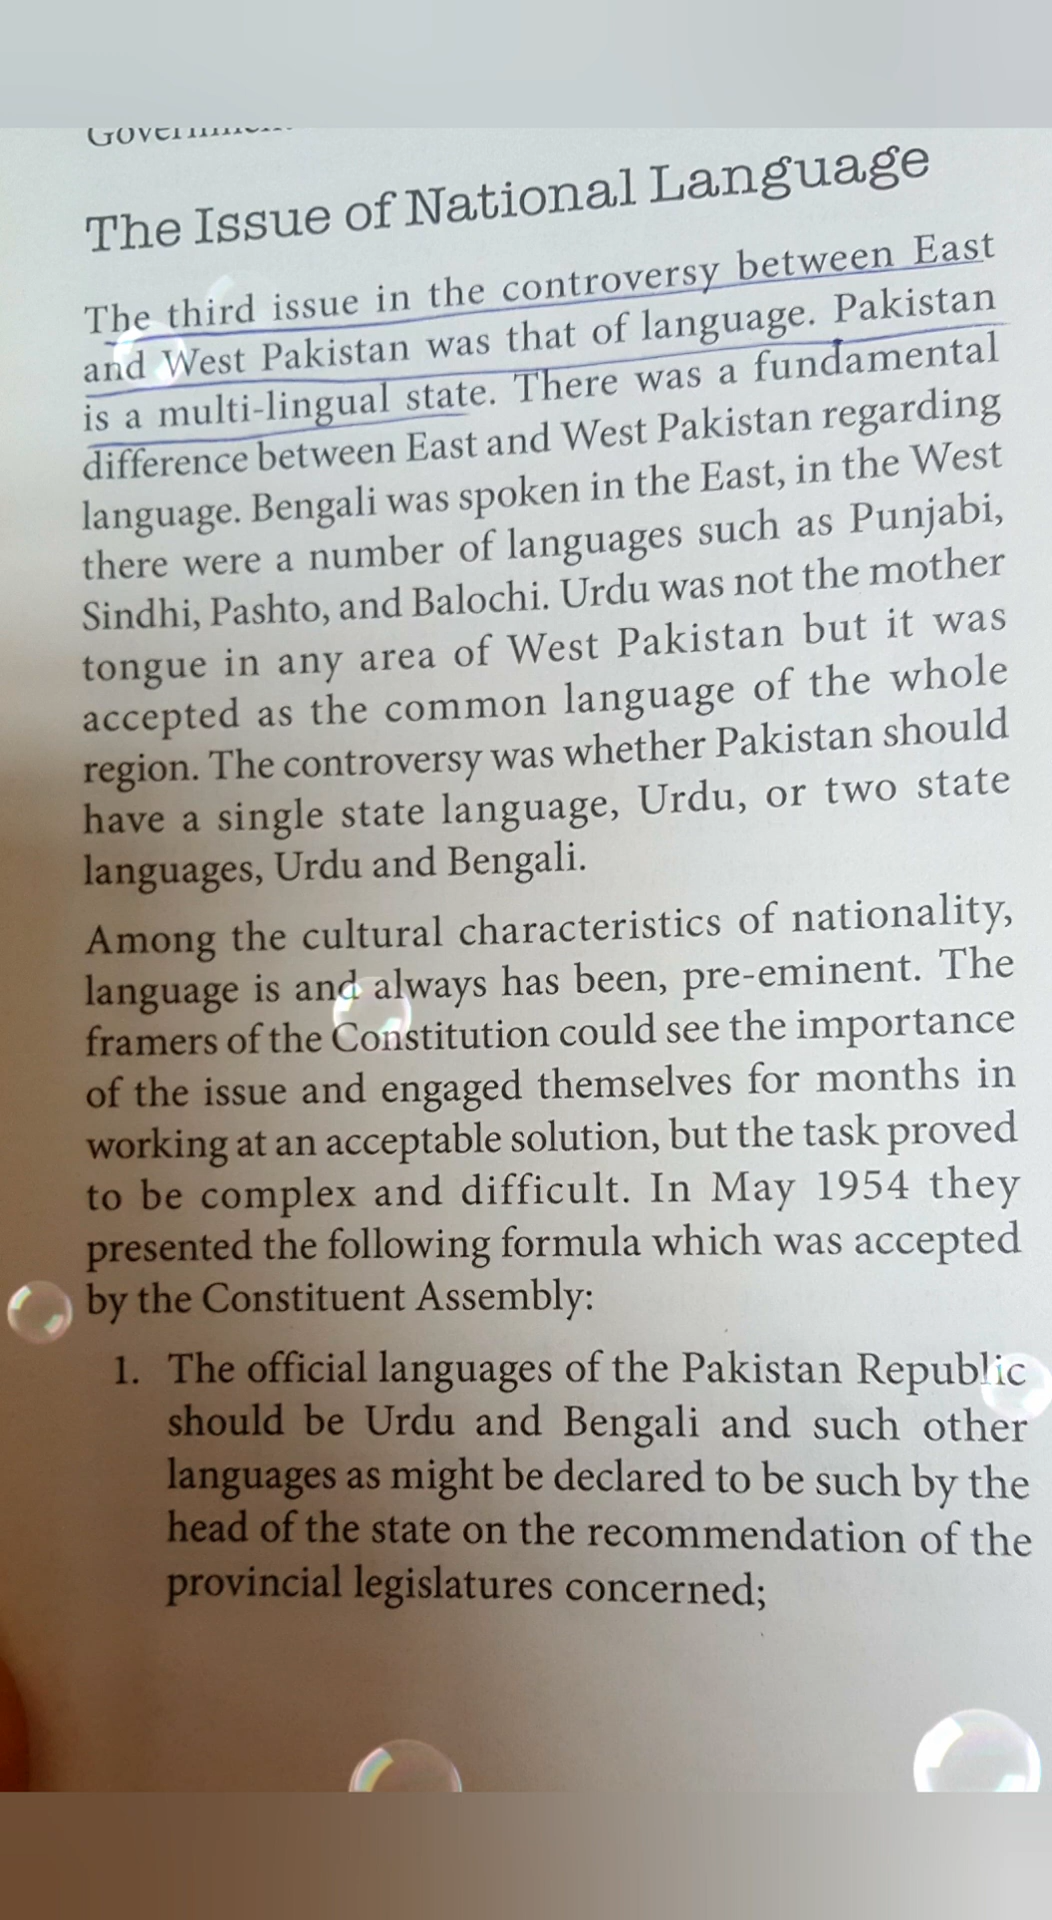 The Issue of National Language
The third issue in the controversy between East
and West Pakistan was that of language. Pakistan
is a multi-lingual state. There was a fundamental
difference between East and West Pakistan regarding
language. Bengali was spoken in the East, in the West
there were a number of languages such as Punjabi,
Sindhi, Pashto, and Balochi. Urdu was not the mother
tongue in any area of West Pakistan but it was
accepted as the common language of the whole
region. The controversy was whether Pakistan should
have a single state language, Urdu, or two state
languages, Urdu and Bengali.
Among the cultural characteristics of nationality,
language is and always has been, pre-eminent. The
framers of the Constitution could see the importance
of the issue and engaged themselves for months in
working at an acceptable solution, but the task proved
to be complex and difficult. In May 1954 they
presented the following formula which was accepted
by the Constituent Assembly:
1. The official languages of the Pakistan Republic
should be Urdu and Bengali and such other
languages as might be declared to be such by the
head of the state on the recommendation of the
provincial legislatures concerned;